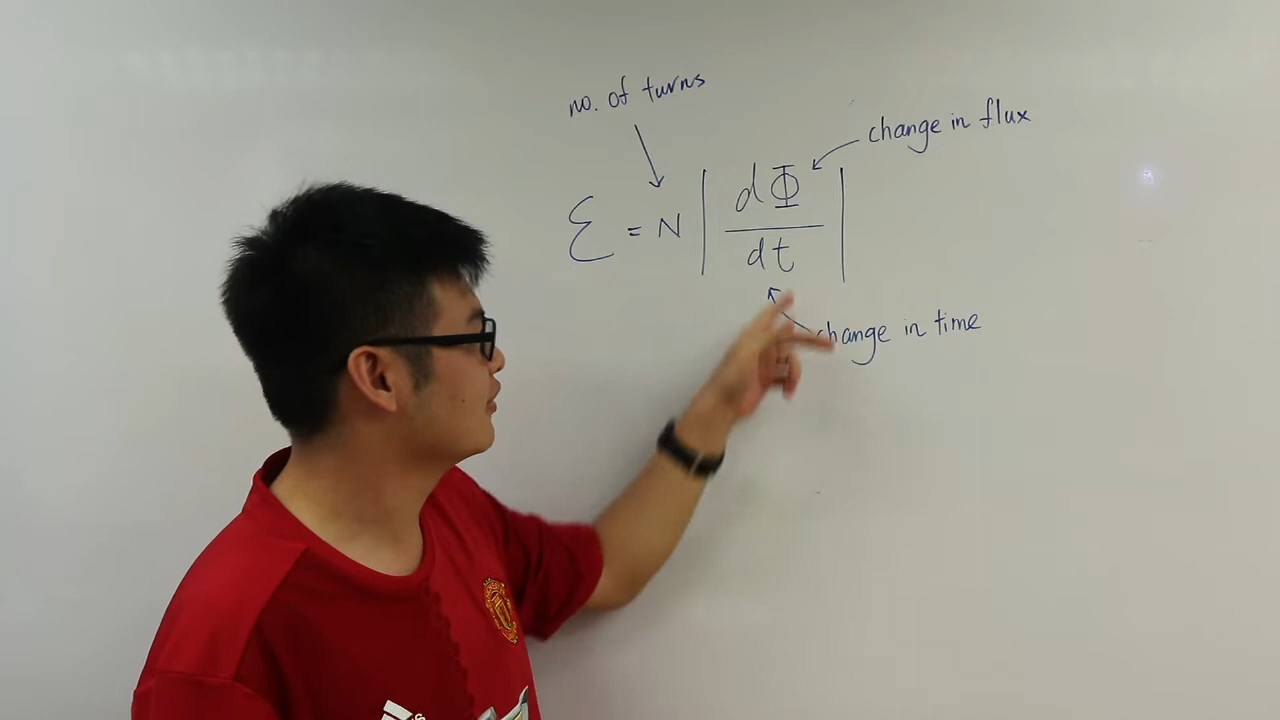 no. of turns
change in flux
Ɛ = N | dΦ / dt |
change in time